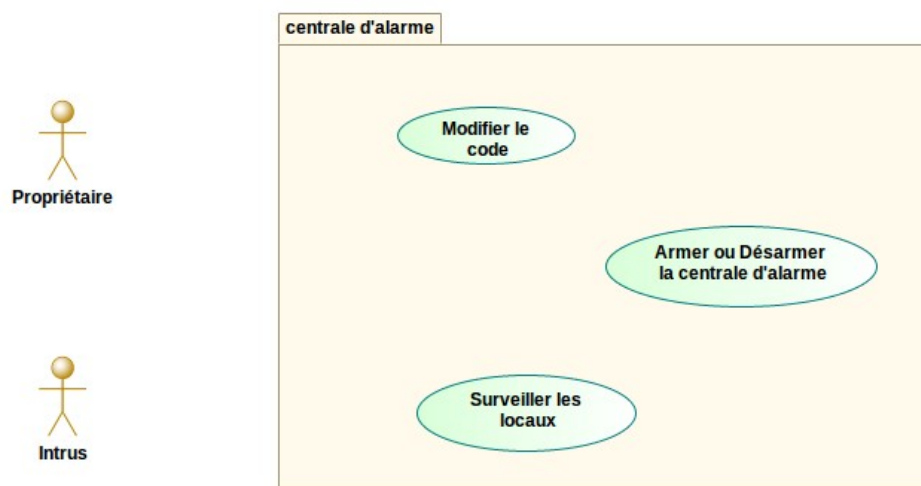 centrale d'alarme
Modifier le
code
Propriétaire
Armer ou Désarmer
la centrale d'alarme
Surveiller les
locaux
Intrus